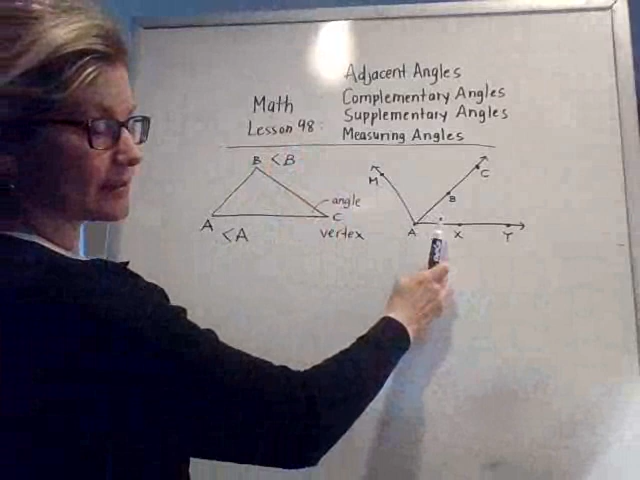 Adjacent Angles
Math Complementary Angles
Lesson 98: Supplementary Angles
Measuring Angles
B <B
A
<A
angle
C
vertex
M
C
B
A X Y